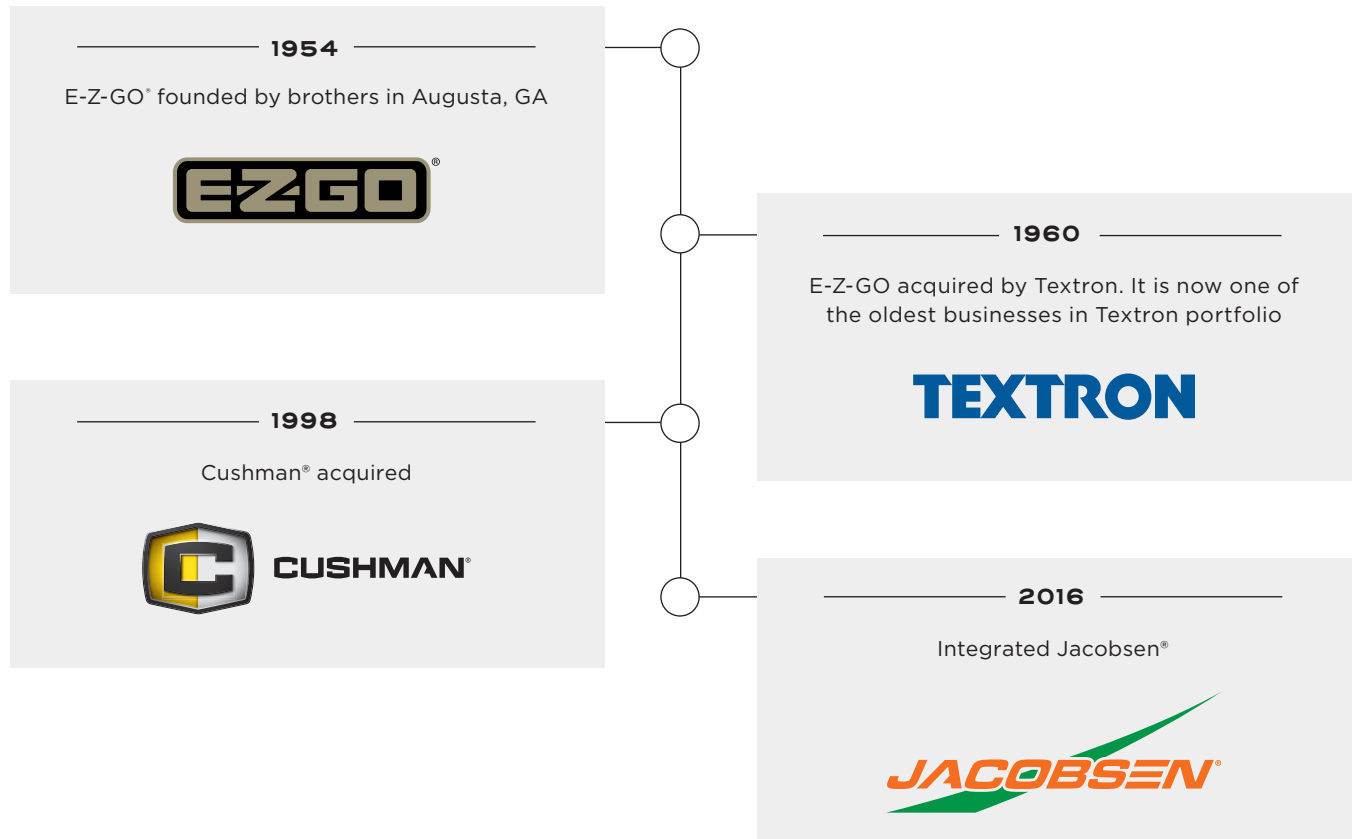 1954
E-Z-GO® founded by brothers in Augusta, GA
E-Z-GO®
1960
E-Z-GO acquired by Textron. It is now one of
the oldest businesses in Textron portfolio
TEXTRON
1998
Cushman® acquired
C CUSHMAN®
2016
Integrated Jacobsen®
JACOBSEN®